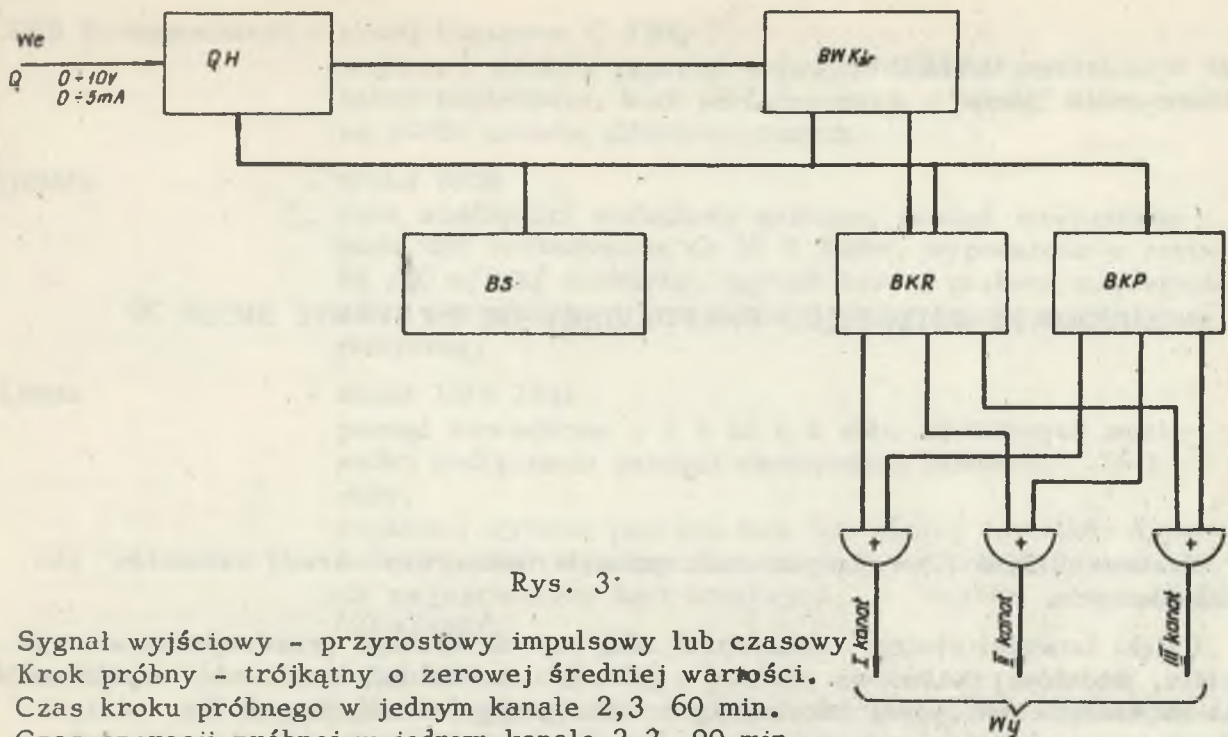 We
Q 0 ÷ 10V
0 ÷ 5mA
QH
BWKir
BS
BKR
BKP
+
+
+
I kanał
II kanał
III kanał
Wy
Rys. 3
Sygnał wyjściowy - przyrostowy impulsowy lub czasowy
Krok próbny - trójkątny o zerowej średniej wartości.
Czas kroku próbnego w jednym kanale 2,3 60 min.